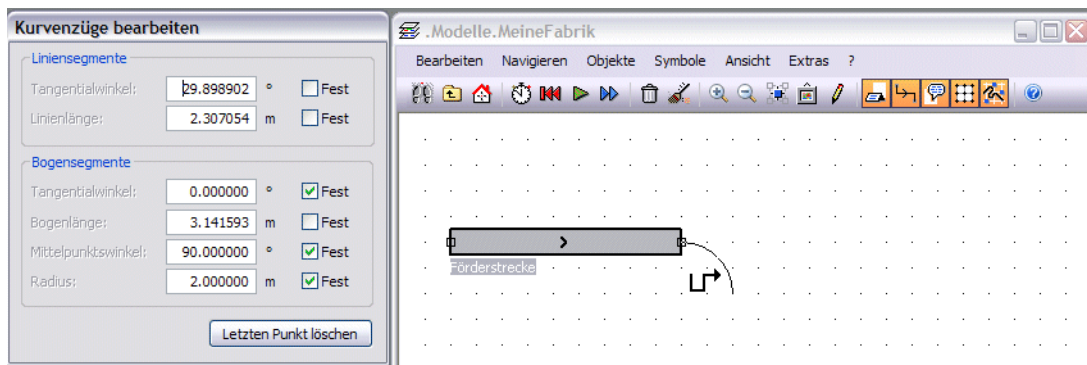 Kurvenzüge bearbeiten
Liniensegmente
Tangentialwinkel: 29.898902 ° Fest
Linienlänge: 2.307054 m Fest
Bogensegmente
Tangentialwinkel: 0.000000 ° Fest
Bogenlänge: 3.141593 m Fest
Mittelpunktswinkel: 90.000000 ° Fest
Radius: 2.000000 m Fest
Letzten Punkt löschen
.Modelle.MeineFabrik
Bearbeiten Navigieren Objekte Symbole Ansicht Extras ?
Förderstrecke